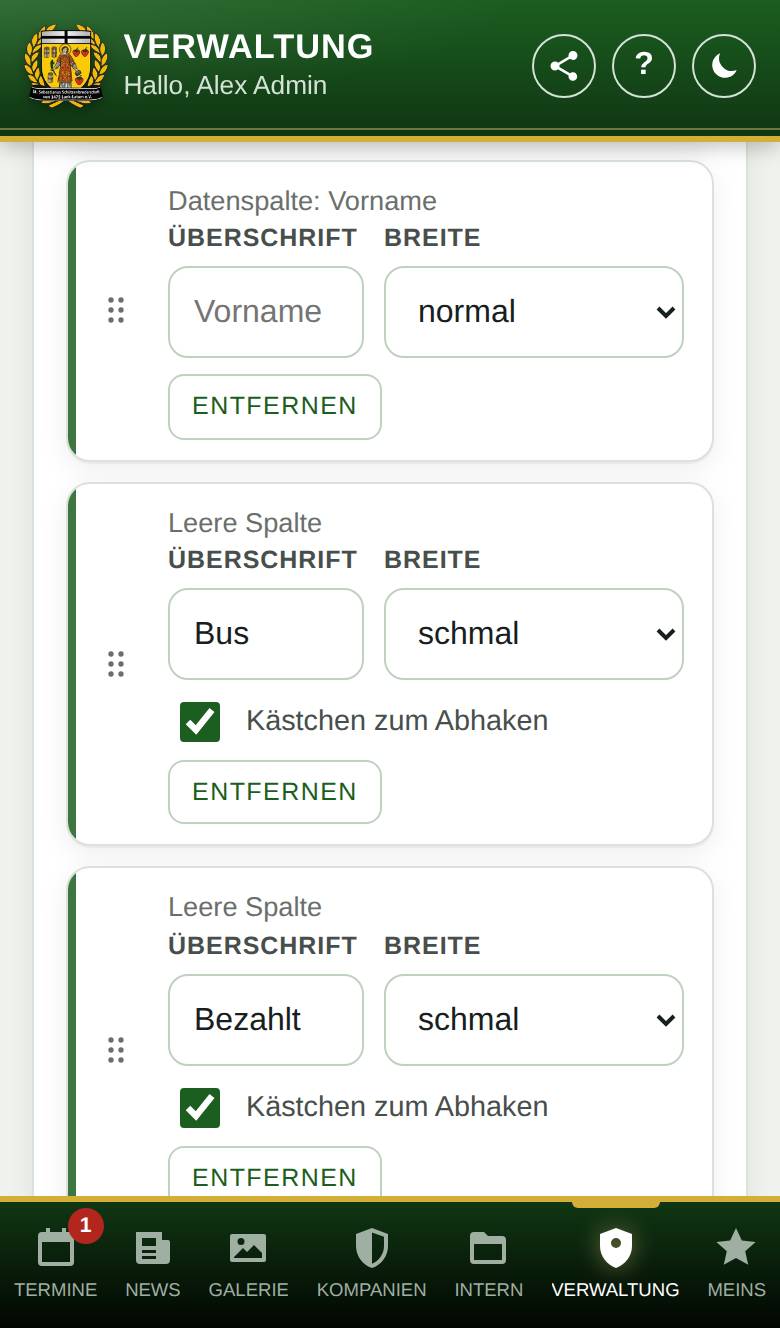 VERWALTUNG
Hallo, Alex Admin
?
Datenspalte: Vorname
ÜBERSCHRIFT BREITE
Vorname normal
ENTFERNEN
Leere Spalte
ÜBERSCHRIFT BREITE
Bus schmal
Kästchen zum Abhaken
ENTFERNEN
Leere Spalte
ÜBERSCHRIFT BREITE
Bezahlt schmal
Kästchen zum Abhaken
ENTFERNEN
1
TERMINE NEWS GALERIE KOMPANIEN INTERN VERWALTUNG MEINS